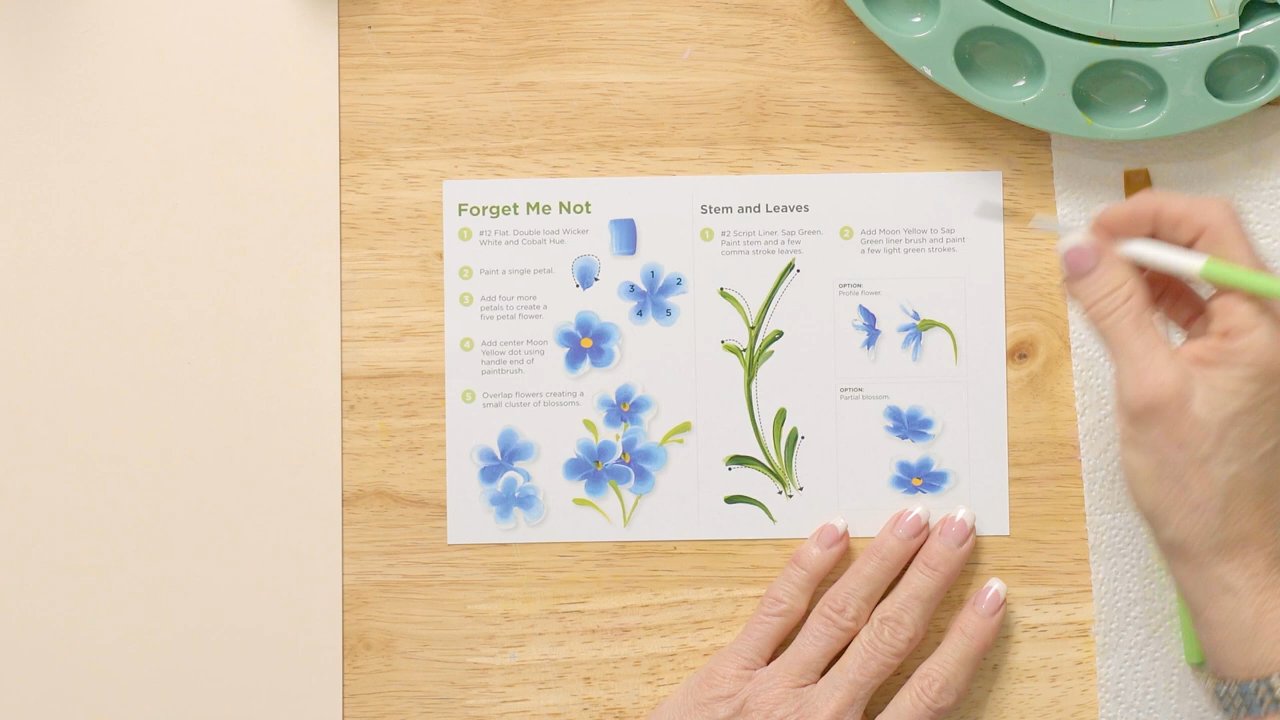 Forget Me Not
1 #12 Flat. Double load Wicker
White and Cobalt Hue.
2 Paint a single petal.
3 Add four more
petals to create a
five petal flower.
4 Add center Moon
Yellow dot using
handle end of
paintbrush.
5 Overlap flowers creating a
small cluster of blossoms.
1
2
3
4
5
Stem and Leaves
1 #2 Script Liner. Sap Green.
Paint stem and a few
comma stroke leaves.
2 Add Moon Yellow to Sap
Green liner brush and paint
a few light green strokes.
OPTION:
Profile flower.
OPTION:
Partial blossom.